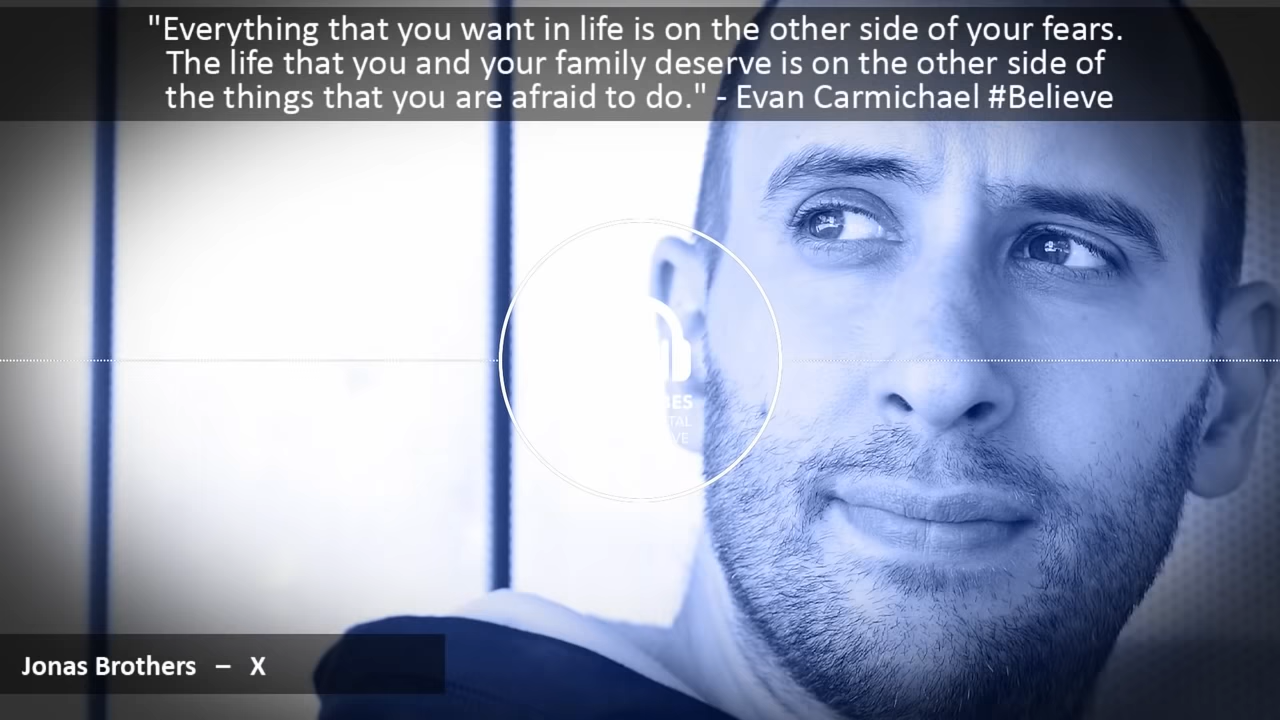 "Everything that you want in life is on the other side of your fears.
The life that you and your family deserve is on the other side of
the things that you are afraid to do." - Evan Carmichael #Believe
Jonas Brothers – X